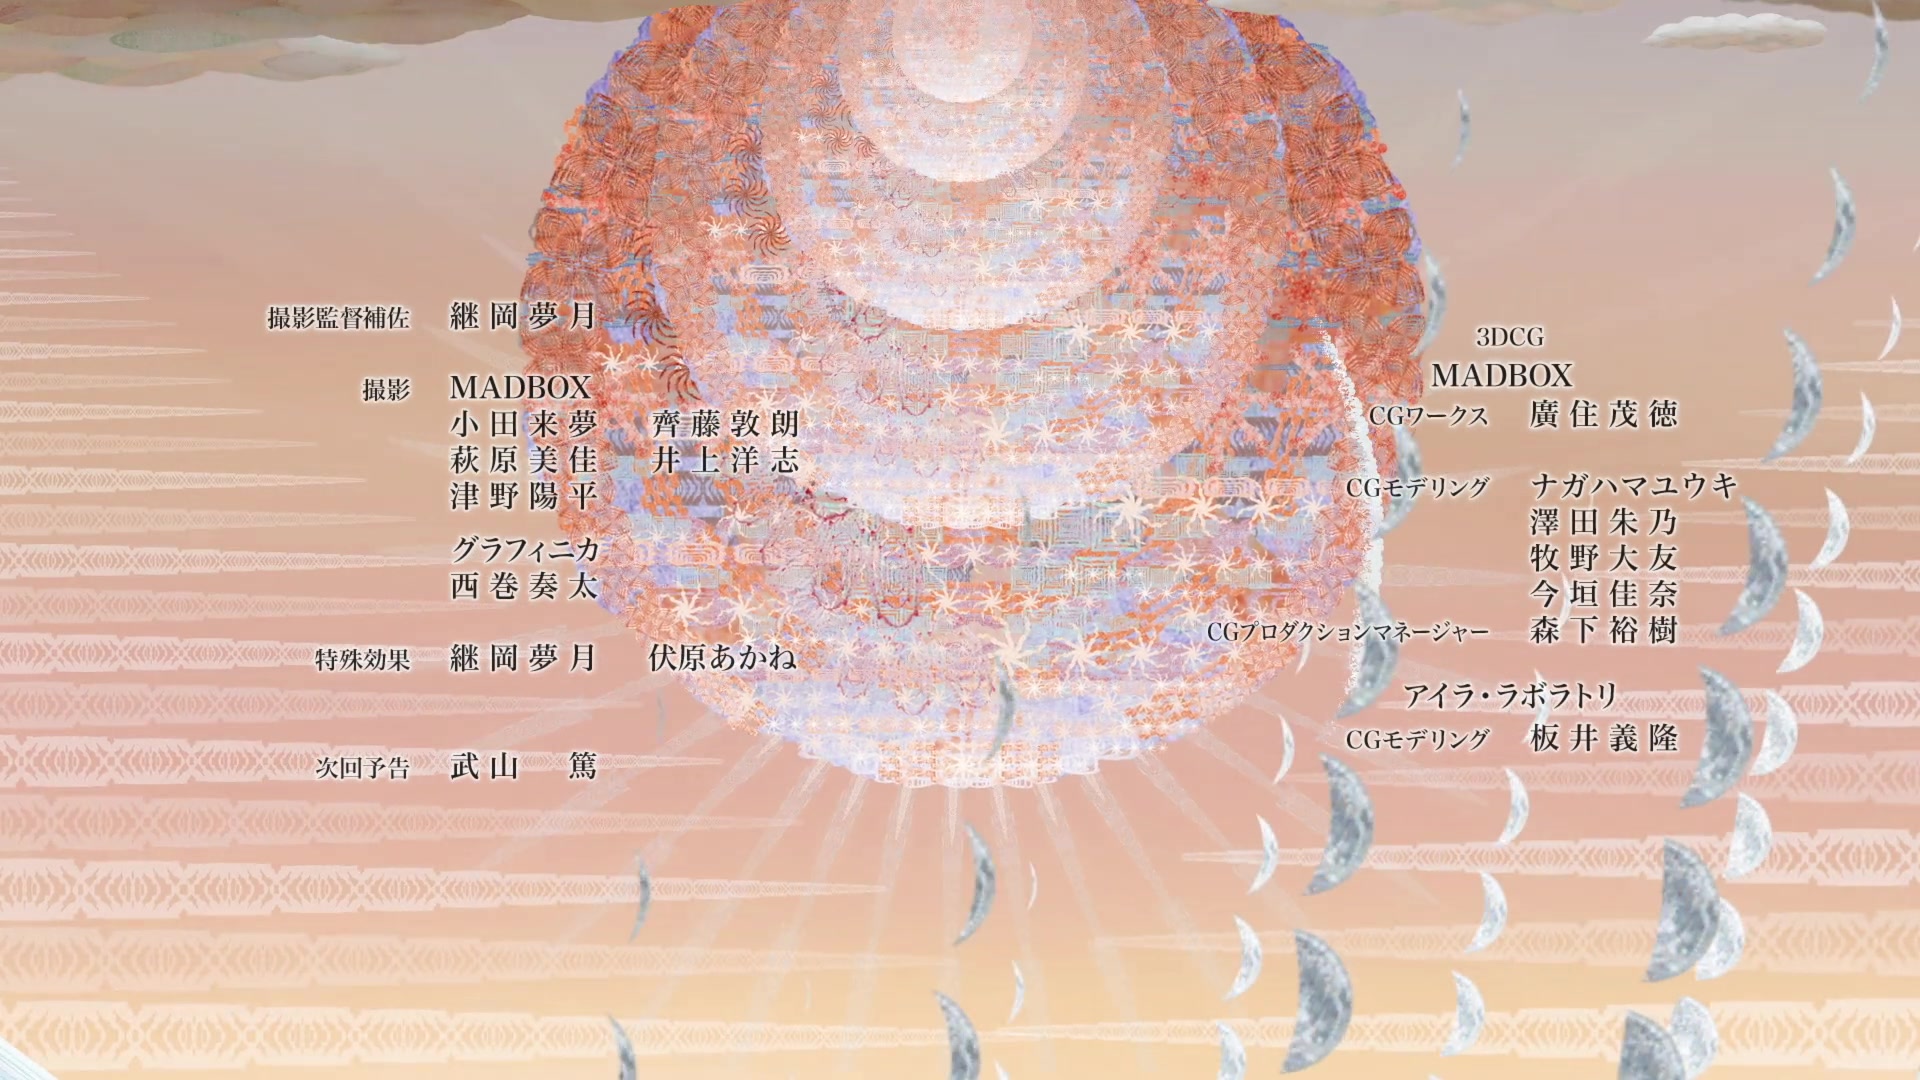 撮影監督補佐 継岡夢月
撮影 MADBOX
小田来夢 齊藤敦朗
萩原美佳 井上洋志
津野陽平
グラフィニカ
西巻奏太
特殊効果 継岡夢月 伏原あかね
次回予告 武山 篤
3DCG
MADBOX
CGワークス 廣住茂徳
CGモデリング ナガハマユウキ
澤田朱乃
牧野大友
今垣佳奈
CGプロダクションマネージャー 森下裕樹
アイラ・ラボラトリ
CGモデリング 板井義隆